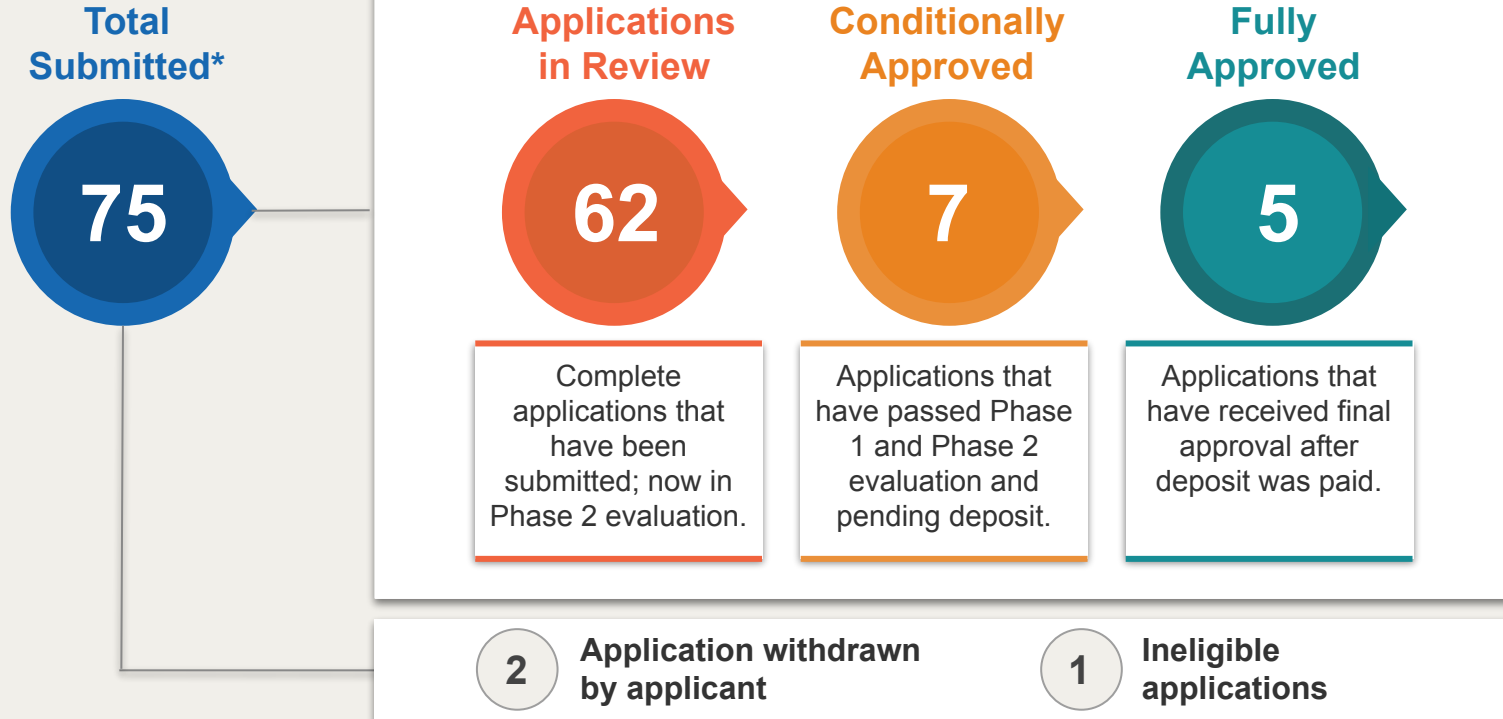 Total
Submitted*
75
Applications
in Review
62
Complete
applications that
have been
submitted; now in
Phase 2 evaluation.
Conditionally
Approved
7
Applications that
have passed Phase
1 and Phase 2
evaluation and
pending deposit.
Fully
Approved
5
Applications that
have received final
approval after
deposit was paid.
2
Application withdrawn
by applicant
1
Ineligible
applications